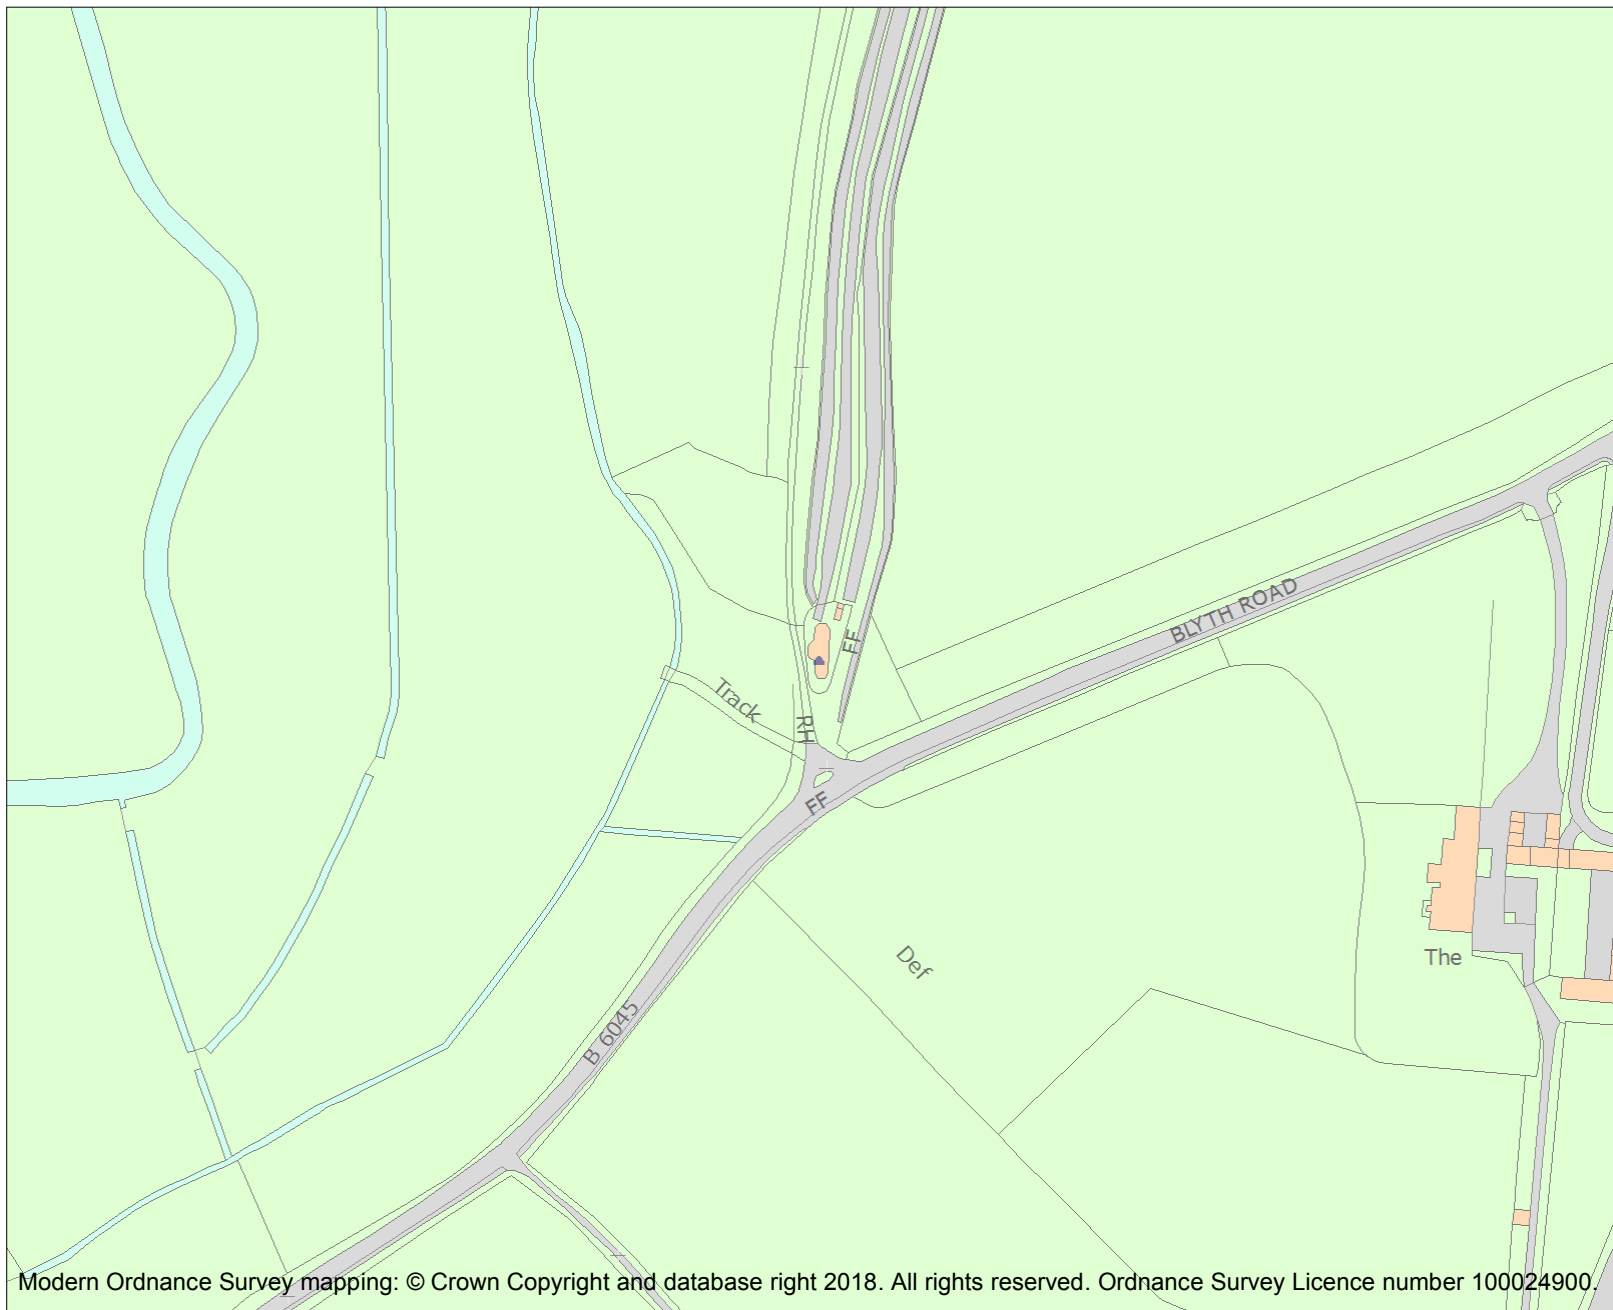 BLYTH ROAD
FF
Track
RH
FF
The
Def
B 6045
Modern Ordnance Survey mapping: © Crown Copyright and database right 2018. All rights reserved. Ordnance Survey Licence number 100024900.